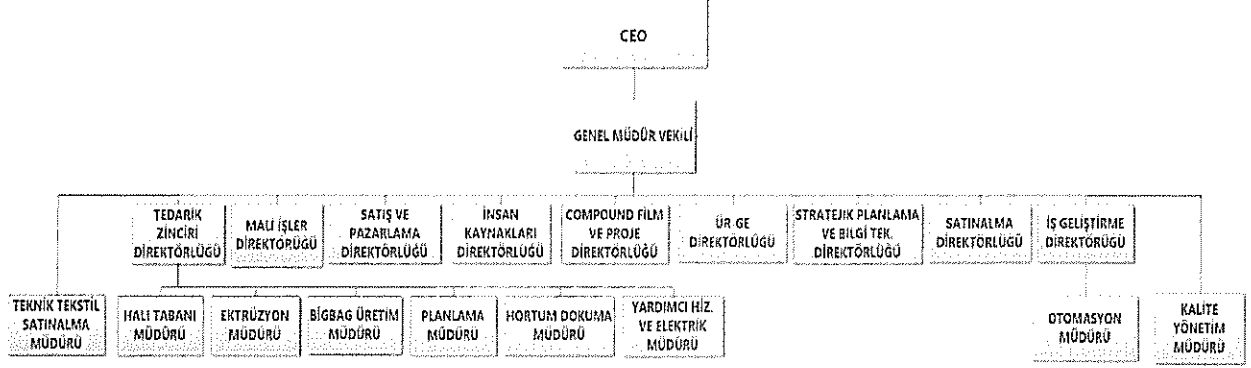 CEO
GENEL MÜDÜR VEKİLİ
TEDARİK
ZİNCİRİ
DİREKTÖRLÜĞÜ
MALİ İŞLER
DİREKTÖRÜĞÜ
SATIŞ VE
PAZARLAMA
DİREKTÖRLÜĞÜ
İNSAN
KAYNAKLARI
DİREKTÖRLÜĞÜ
COMPOUND FİLM
VE PROJE
DİREKTÖRLÜĞÜ
ÜR-GE
DİREKTÖRLÜĞÜ
STRATEJİK PLANLAMA
VE BİLGİ TEK.
DİREKTÖRLÜĞÜ
SATINALMA
DİREKTÖRLÜĞÜ
İŞ GELİŞTİRME
DİREKTÖRÜĞÜ
TEKNİK TEKSTİL
SATINALMA
MÜDÜRÜ
HALI TABANI
MÜDÜRÜ
EKTRÜZYON
MÜDÜRÜ
BİGBAG ÜRETİM
MÜDÜRÜ
PLANLAMA
MÜDÜRÜ
HORTUM DOKUMA
MÜDÜRÜ
YARDIMCI HİZ.
VE ELEKTRİK
MÜDÜRÜ
OTOMASYON
MÜDÜRÜ
KALİTE
YÖNETİM
MÜDÜRÜ